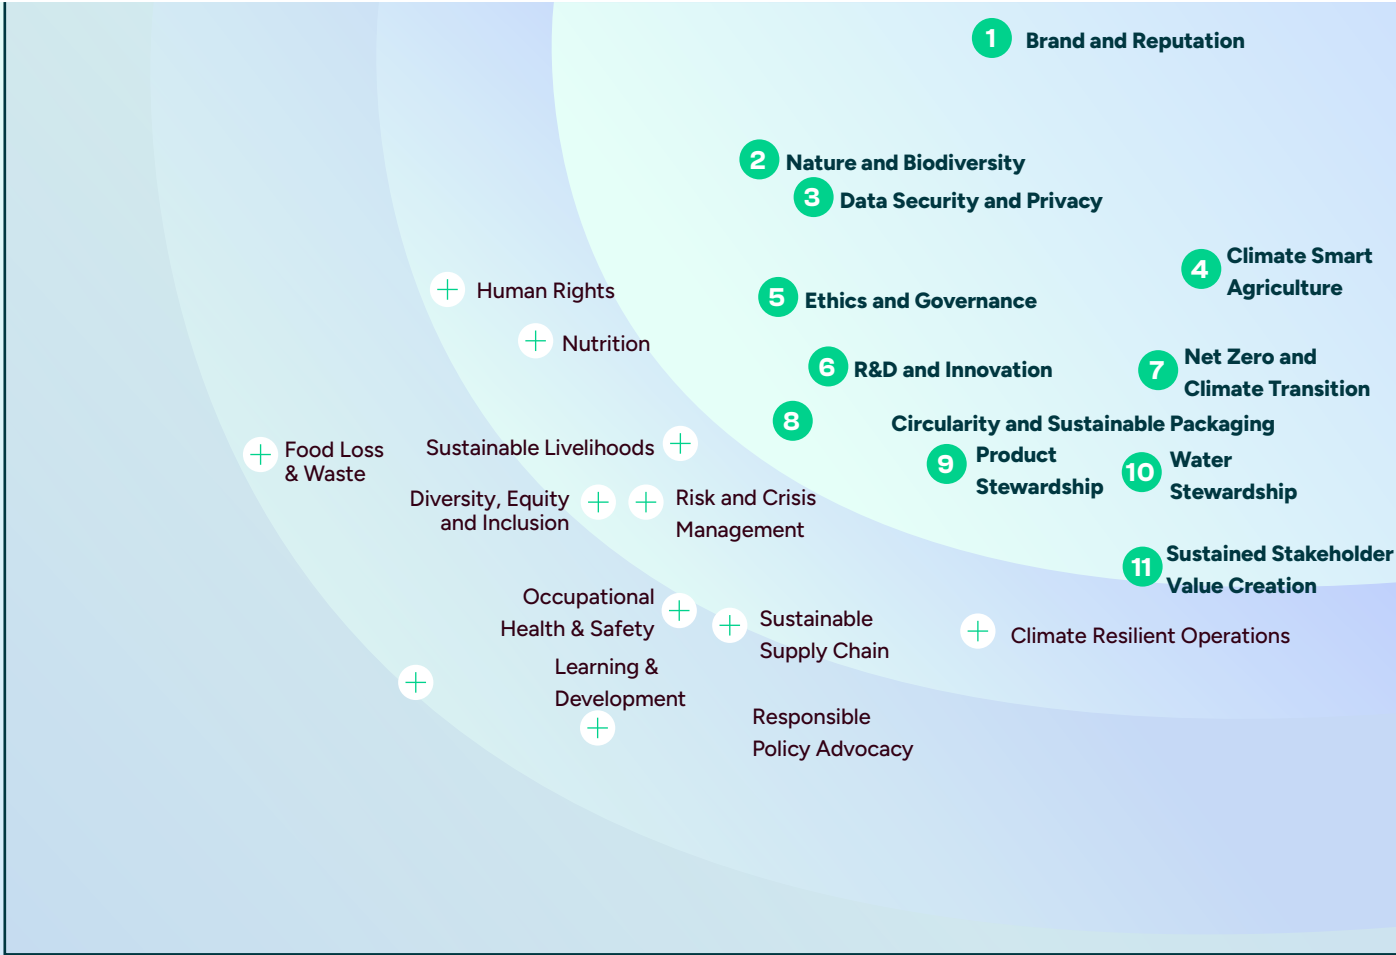 1 Brand and Reputation
2 Nature and Biodiversity
3 Data Security and Privacy
4 Climate Smart
Agriculture
5 Ethics and Governance
Human Rights
Nutrition
6 R&D and Innovation
7 Net Zero and
Climate Transition
8 Circularity and Sustainable Packaging
9 Product
Stewardship
10 Water
Stewardship
Food Loss
& Waste
Sustainable Livelihoods
Diversity, Equity
and Inclusion
Risk and Crisis
Management
11 Sustained Stakeholder
Value Creation
Occupational
Health & Safety
Sustainable
Supply Chain
Climate Resilient Operations
Learning &
Development
Responsible
Policy Advocacy